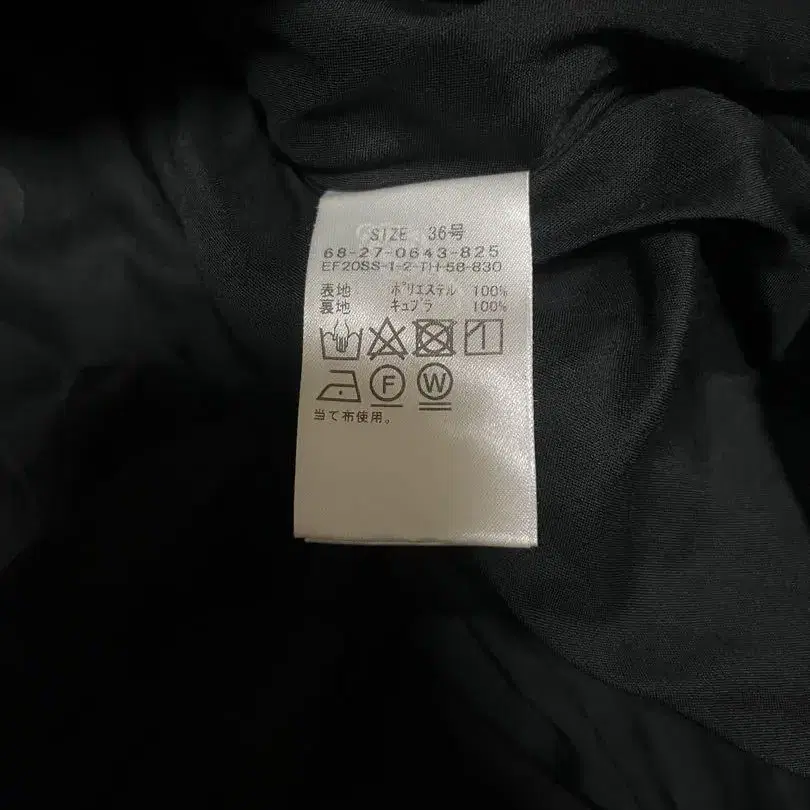 SIZE 36号
68-27-0643-825
EF20SS-1-2-TH-58-830
表地 ポリエステル 100%
裏地 キュプラ 100%
F W
当て布使用。